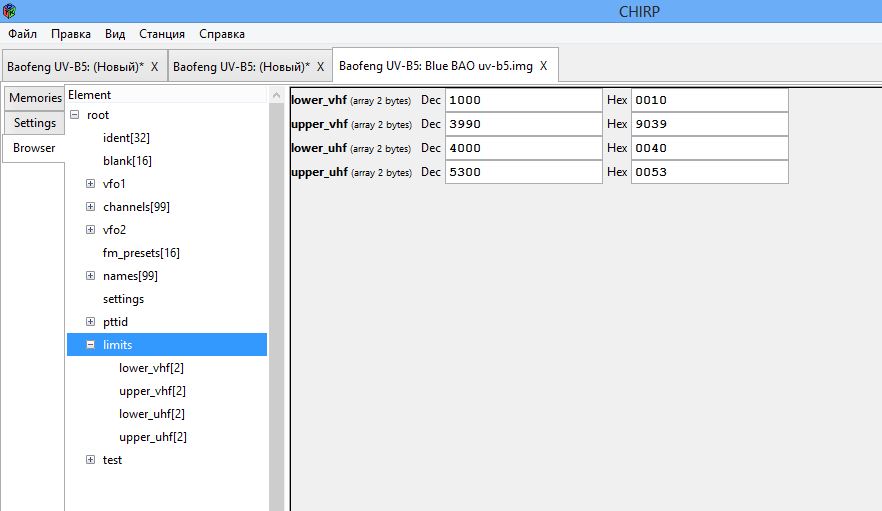 CHIRP
Файл Правка Вид Станция Справка
Baofeng UV-B5: (Новый)* X Baofeng UV-B5: (Новый)* X Baofeng UV-B5: Blue BAO uv-b5.img X
Memories
Settings
Browser
Element
root
ident[32]
blank[16]
vfo1
channels[99]
vfo2
fm_presets[16]
names[99]
settings
pttid
limits
lower_vhf[2]
upper_vhf[2]
lower_uhf[2]
upper_uhf[2]
test
lower_vhf (array 2 bytes) Dec 1000 Hex 0010
upper_vhf (array 2 bytes) Dec 3990 Hex 9039
lower_uhf (array 2 bytes) Dec 4000 Hex 0040
upper_uhf (array 2 bytes) Dec 5300 Hex 0053